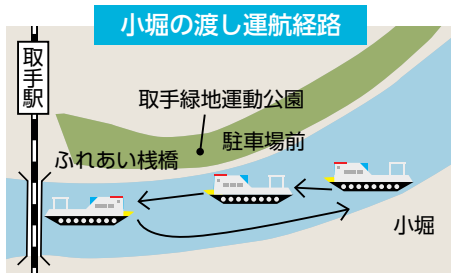 小堀の渡し運航経路
取手駅
取手緑地運動公園
駐車場前
ふれあい桟橋
小堀